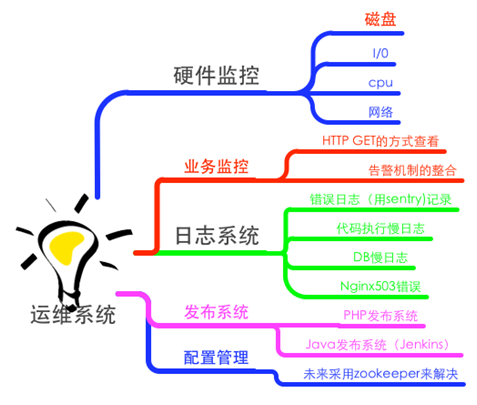 硬件监控
磁盘
I/0
cpu
网络
业务监控
HTTP GET的方式查看
告警机制的整合
日志系统
错误日志（用sentry)记录
代码执行慢日志
DB慢日志
Nginx503错误
运维系统
发布系统
PHP发布系统
Java发布系统（Jenkins）
配置管理
未来采用zookeeper来解决